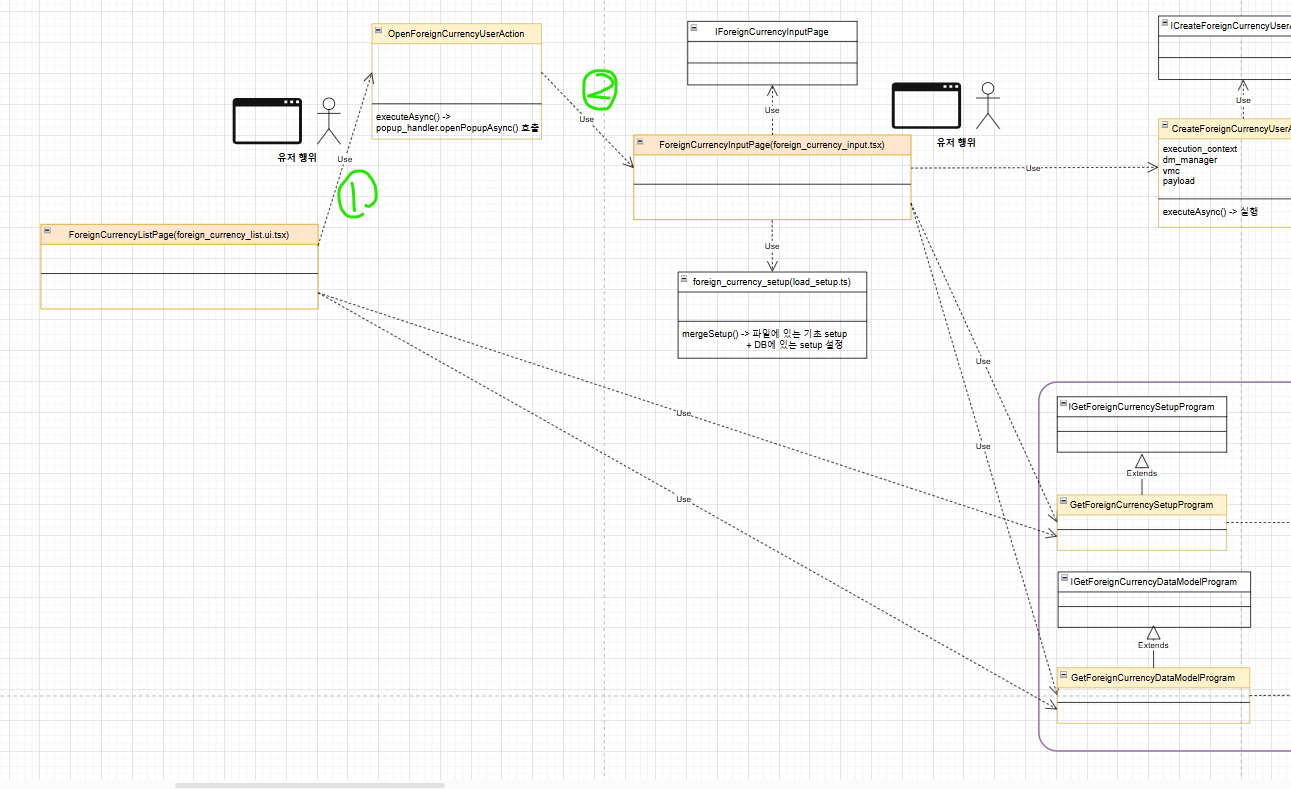 OpenForeignCurrencyUserAction
executeAsync() ->
popup_handler.openPopupAsync() 호출
유저 행위
Use
①
ForeignCurrencyListPage(foreign_currency_list.ui.tsx)
②
Use
IForeignCurrencyInputPage
Use
ForeignCurrencyInputPage(foreign_currency_input.tsx)
유저 행위
Use
foreign_currency_setup(load_setup.ts)
mergeSetup() -> 파일에 있는 기초 setup
+ DB에 있는 setup 설정
Use
ICreateForeignCurrencyUserA
Use
CreateForeignCurrencyUserA
execution_context
dm_manager
vmc
payload
executeAsync() -> 실행
Use
Use
Use
Use
IGetForeignCurrencySetupProgram
Extends
GetForeignCurrencySetupProgram
IGetForeignCurrencyDataModelProgram
Extends
GetForeignCurrencyDataModelProgram